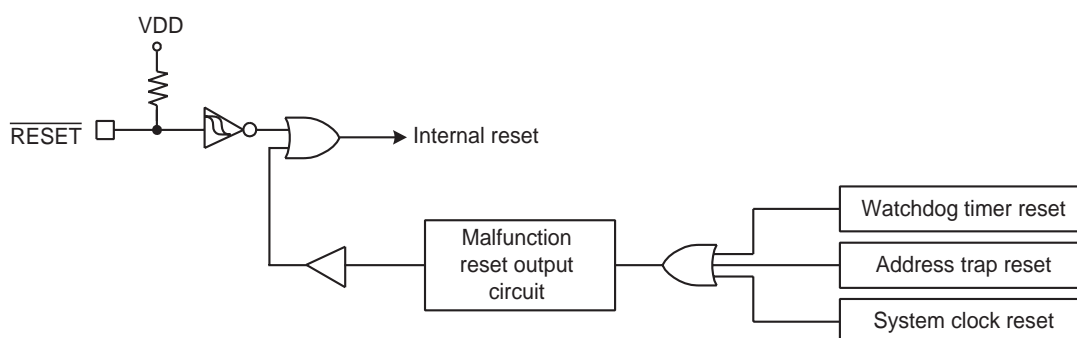 VDD
RESET
Internal reset
Watchdog timer reset
Malfunction
reset output
circuit
Address trap reset
System clock reset